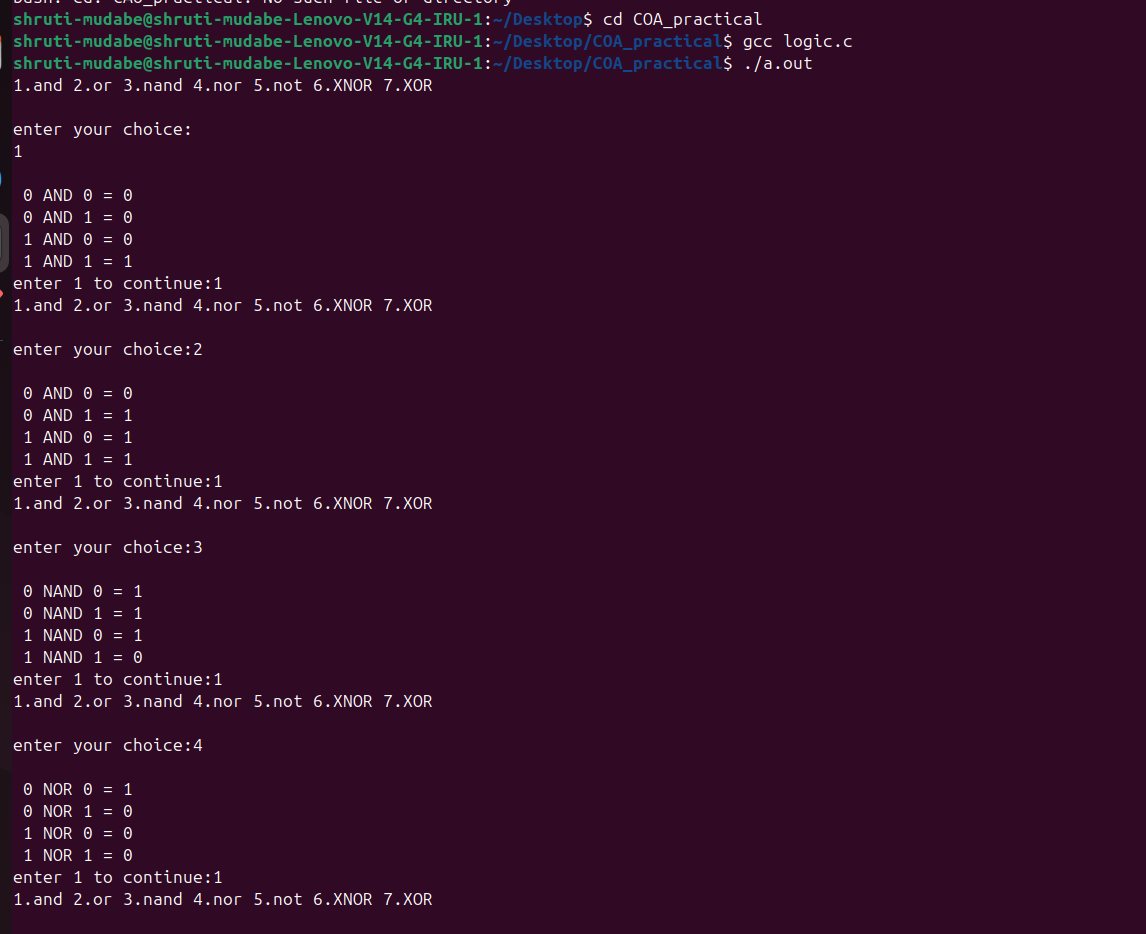 bash: cd: CAO_practical: No such file or directory
shruti-mudabe@shruti-mudabe-Lenovo-V14-G4-IRU-1:~/Desktop$ cd COA_practical
shruti-mudabe@shruti-mudabe-Lenovo-V14-G4-IRU-1:~/Desktop/COA_practical$ gcc logic.c
shruti-mudabe@shruti-mudabe-Lenovo-V14-G4-IRU-1:~/Desktop/COA_practical$ ./a.out
1.and 2.or 3.nand 4.nor 5.not 6.XNOR 7.XOR
enter your choice:
1
0 AND 0 = 0
0 AND 1 = 0
1 AND 0 = 0
1 AND 1 = 1
enter 1 to continue:1
1.and 2.or 3.nand 4.nor 5.not 6.XNOR 7.XOR
enter your choice:2
0 AND 0 = 0
0 AND 1 = 1
1 AND 0 = 1
1 AND 1 = 1
enter 1 to continue:1
1.and 2.or 3.nand 4.nor 5.not 6.XNOR 7.XOR
enter your choice:3
0 NAND 0 = 1
0 NAND 1 = 1
1 NAND 0 = 1
1 NAND 1 = 0
enter 1 to continue:1
1.and 2.or 3.nand 4.nor 5.not 6.XNOR 7.XOR
enter your choice:4
0 NOR 0 = 1
0 NOR 1 = 0
1 NOR 0 = 0
1 NOR 1 = 0
enter 1 to continue:1
1.and 2.or 3.nand 4.nor 5.not 6.XNOR 7.XOR